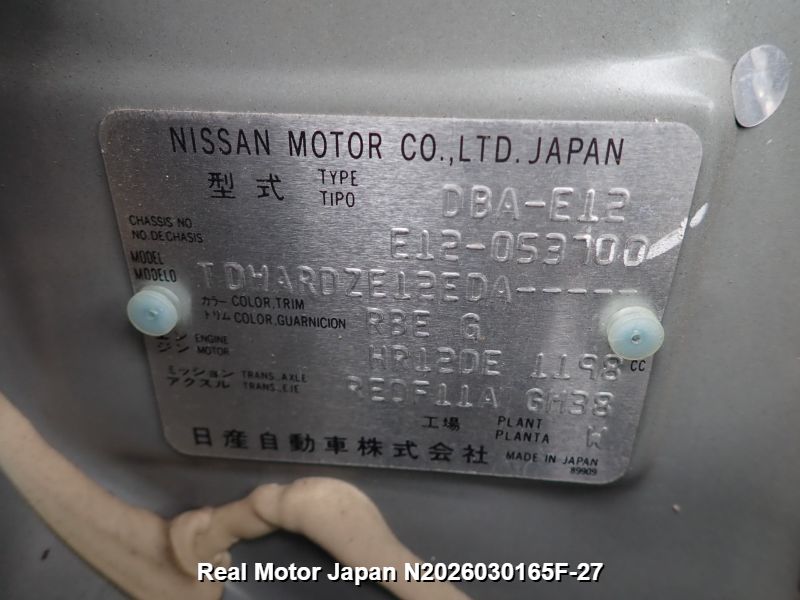 NISSAN MOTOR CO.,LTD. JAPAN
型式 TYPE TIPO DBA-E12
CHASSIS NO. NO.DECHASIS E12-053700
MODEL MODELO TDHARDZE12EDA-----
カラー COLOR,TRIM
トリム COLOR,GUARNICION RBE G
エンジン ENGINE MOTOR HR12DE 1198 CC
ミッション TRANS.,AXLE
アクスル TRANS.,EJE RE0F11A GH38
工場 PLANT PLANTA W
日産自動車株式会社 MADE IN JAPAN
89909
Real Motor Japan N2026030165F-27